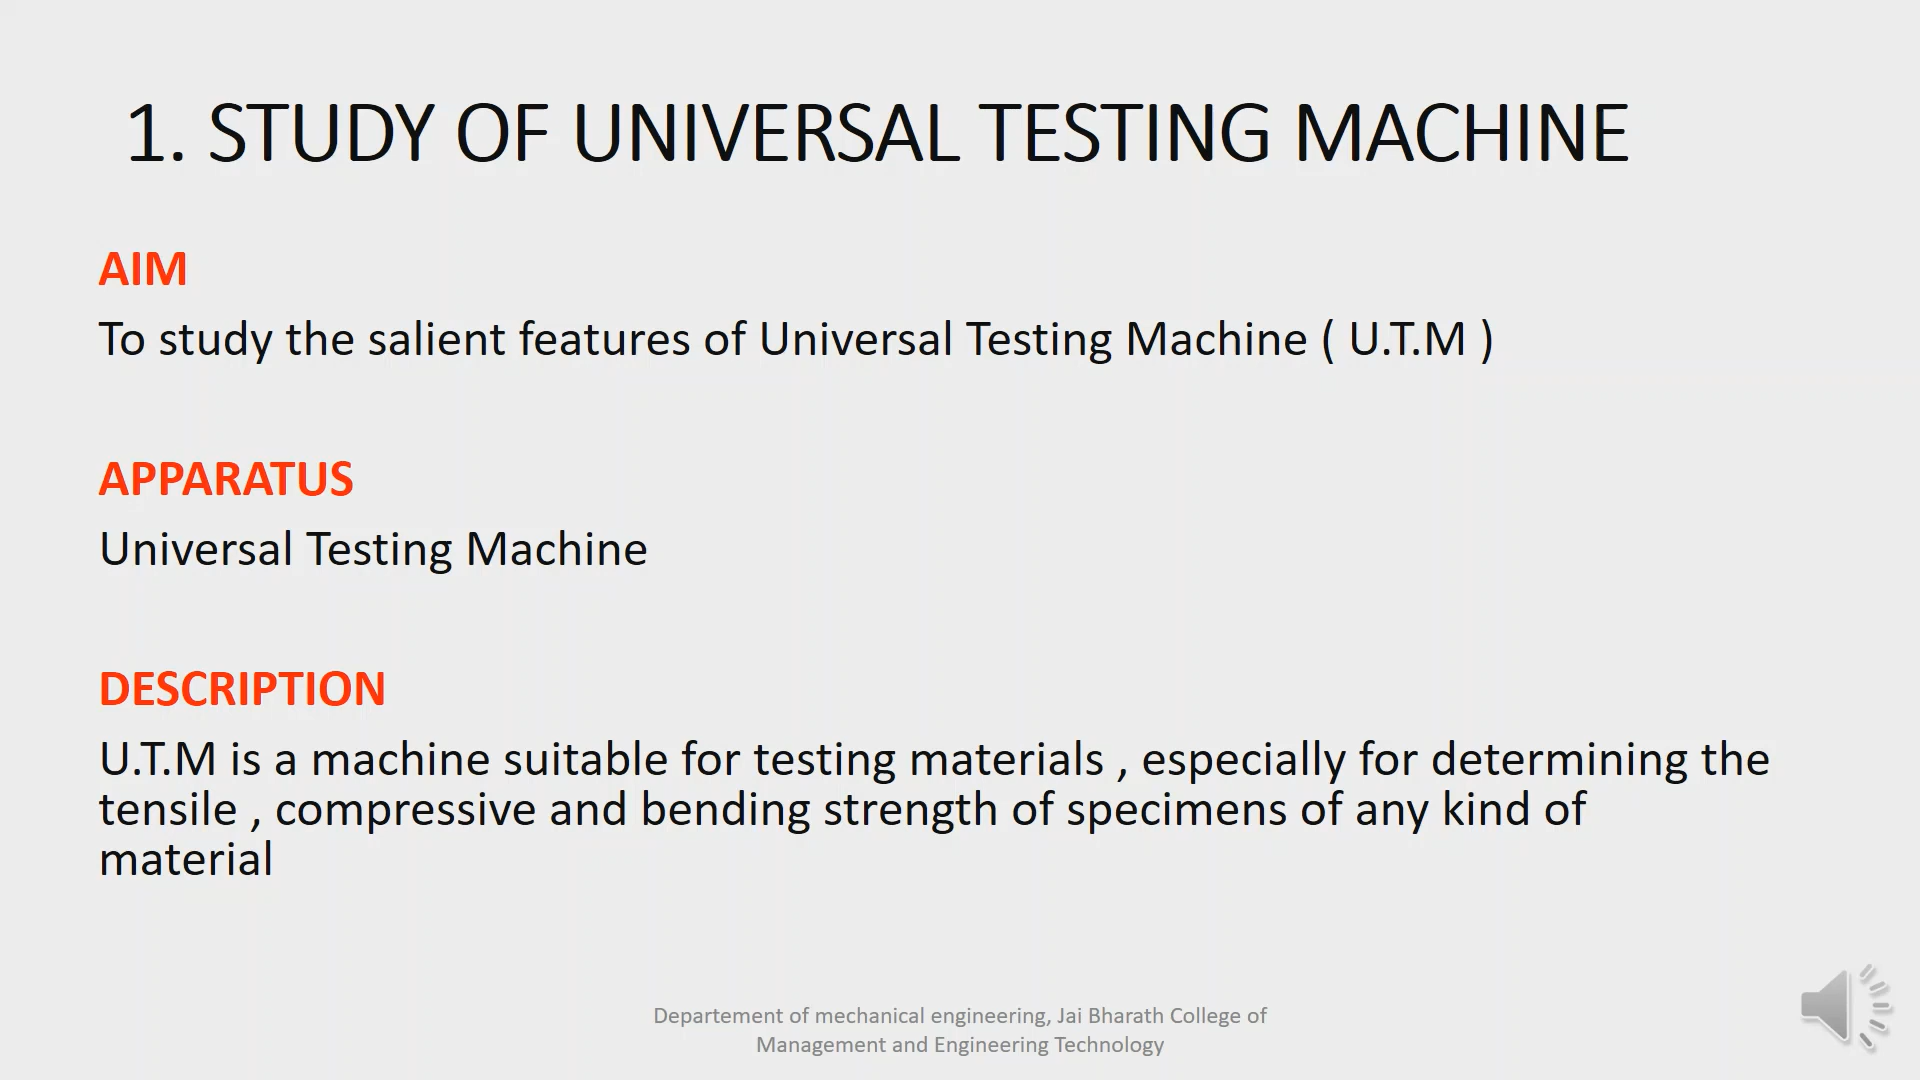 1. STUDY OF UNIVERSAL TESTING MACHINE
AIM
To study the salient features of Universal Testing Machine ( U.T.M )
APPARATUS
Universal Testing Machine
DESCRIPTION
U.T.M is a machine suitable for testing materials , especially for determining the
tensile , compressive and bending strength of specimens of any kind of
material
Departement of mechanical engineering, Jai Bharath College of
Management and Engineering Technology